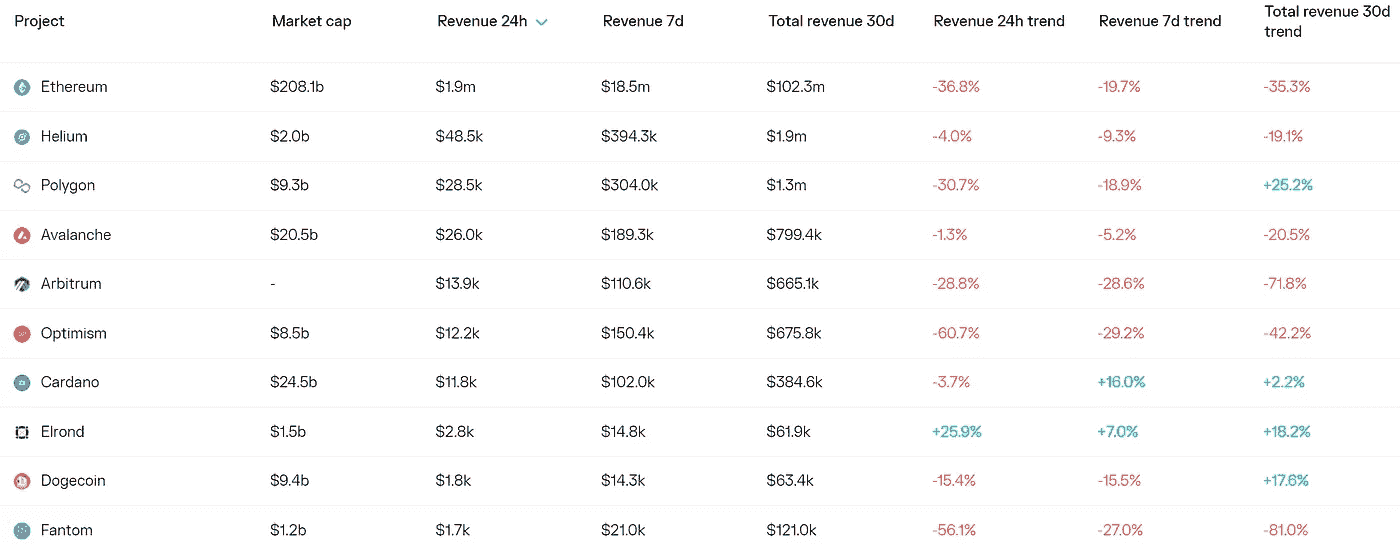 Project Market cap Revenue 24h Revenue 7d Total revenue 30d Revenue 24h trend Revenue 7d trend Total revenue 30d trend
Ethereum $208.1b $1.9m $18.5m $102.3m -36.8% -19.7% -35.3%
Helium $2.0b $48.5k $394.3k $1.9m -4.0% -9.3% -19.1%
Polygon $9.3b $28.5k $304.0k $1.3m -30.7% -18.9% +25.2%
Avalanche $20.5b $26.0k $189.3k $799.4k -1.3% -5.2% -20.5%
Arbitrum - $13.9k $110.6k $665.1k -28.8% -28.6% -71.8%
Optimism $8.5b $12.2k $150.4k $675.8k -60.7% -29.2% -42.2%
Cardano $24.5b $11.8k $102.0k $384.6k -3.7% +16.0% +2.2%
Elrond $1.5b $2.8k $14.8k $61.9k +25.9% +7.0% +18.2%
Dogecoin $9.4b $1.8k $14.3k $63.4k -15.4% -15.5% +17.6%
Fantom $1.2b $1.7k $21.0k $121.0k -56.1% -27.0% -81.0%